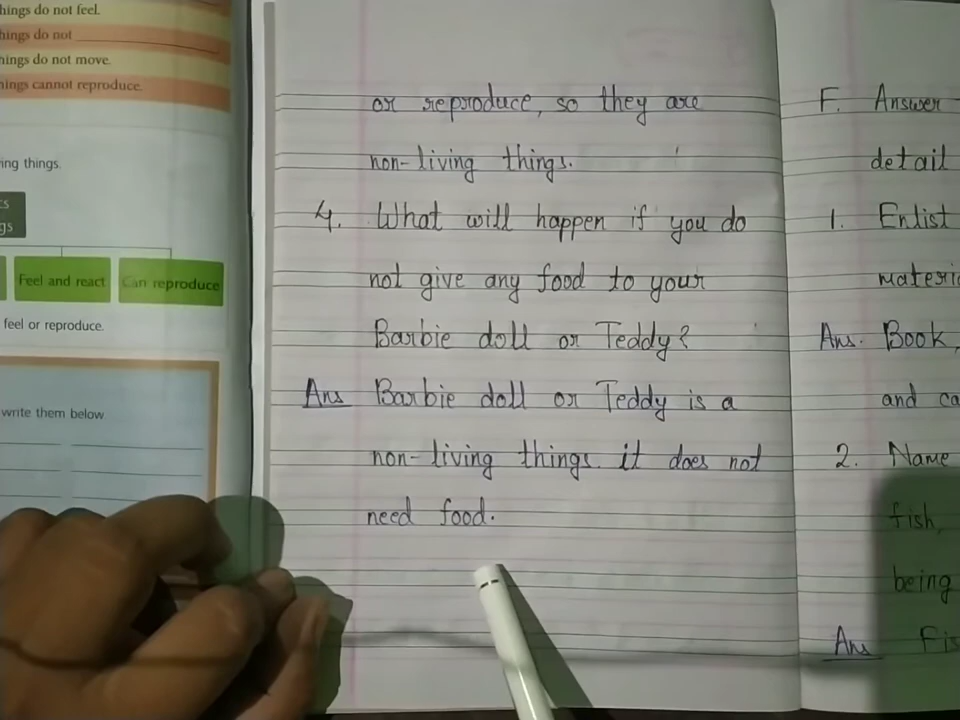 hings do not feel.
hings do not
hings do not move.
hings cannot reproduce.
ing things.
gs
Feel and react
Can reproduce
feel or reproduce.
write them below
or reproduce, so they are
non-living things.
4. What will happen if you do
not give any food to your
Barbie doll or Teddy?
Ans Barbie doll or Teddy is a
non-living things it does not
need food.
F. Answer
detail
1. Enlist
materi
Ans. Book,
and ca
2. Name
fish,
being
Ans Fis